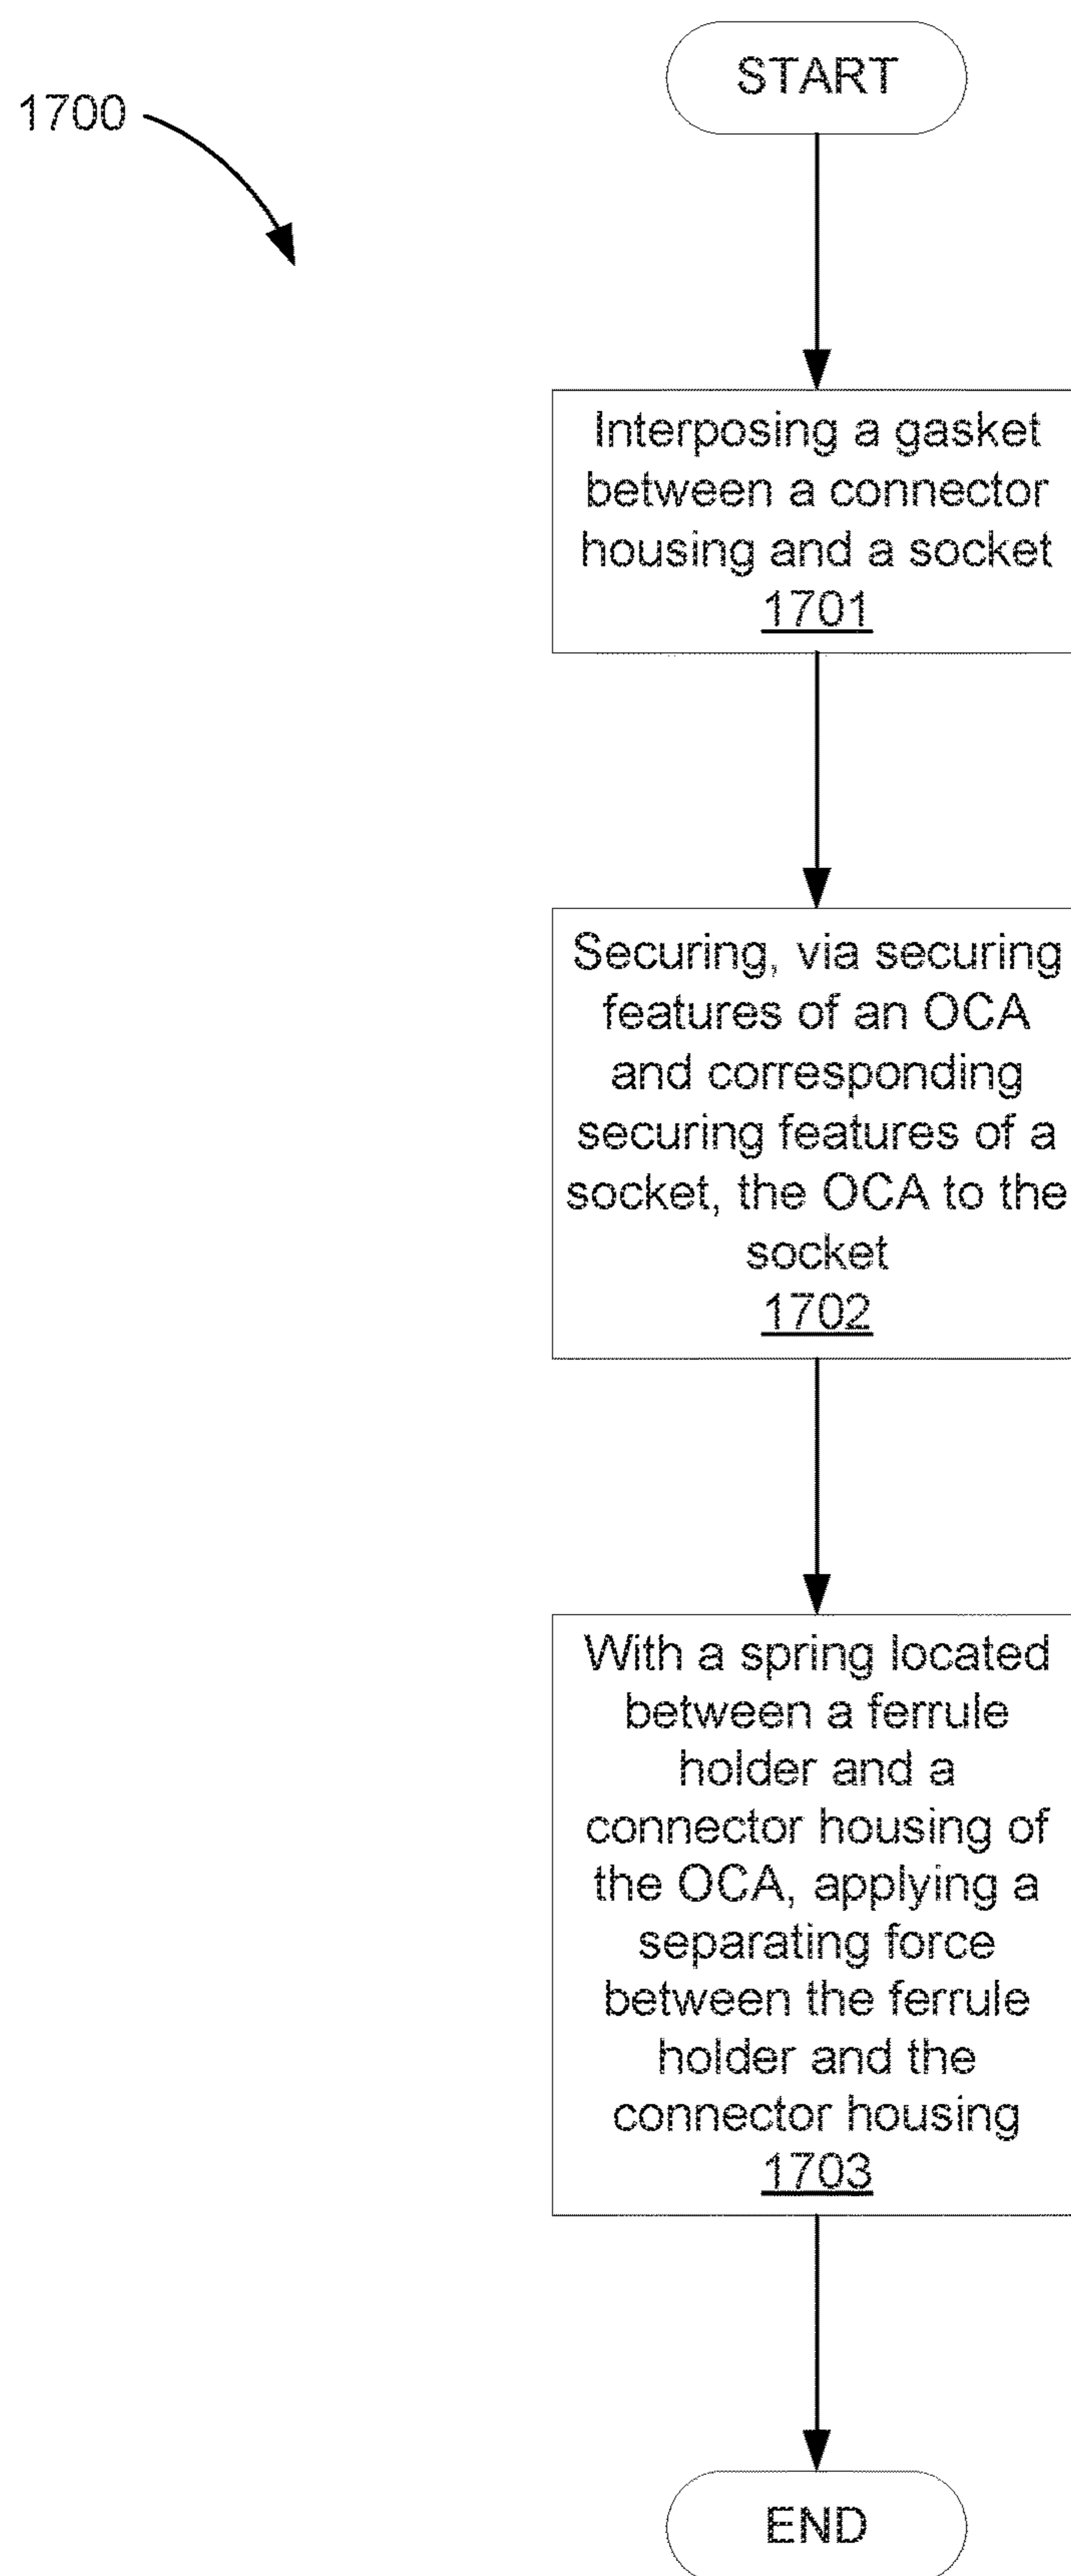 START
1700
Interposing a gasket
between a connector
housing and a socket
1701
Securing, via securing
features of an OCA
and corresponding
securing features of a
socket, the OCA to the
socket
1702
With a spring located
between a ferrule
holder and a
connector housing of
the OCA, applying a
separating force
between the ferrule
holder and the
connector housing
1703
END